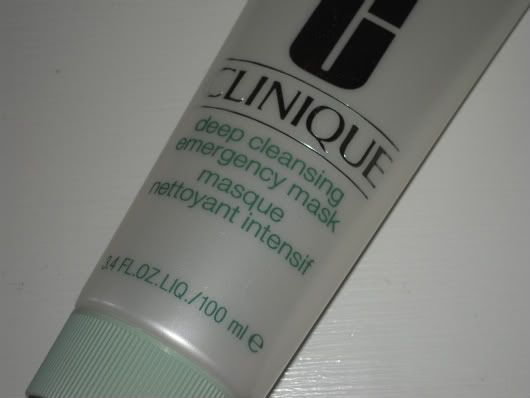 CLINIQUE
deep cleansing
emergency mask
masque
nettoyant intensif
3.4 FL.OZ.LIQ./100 ml e